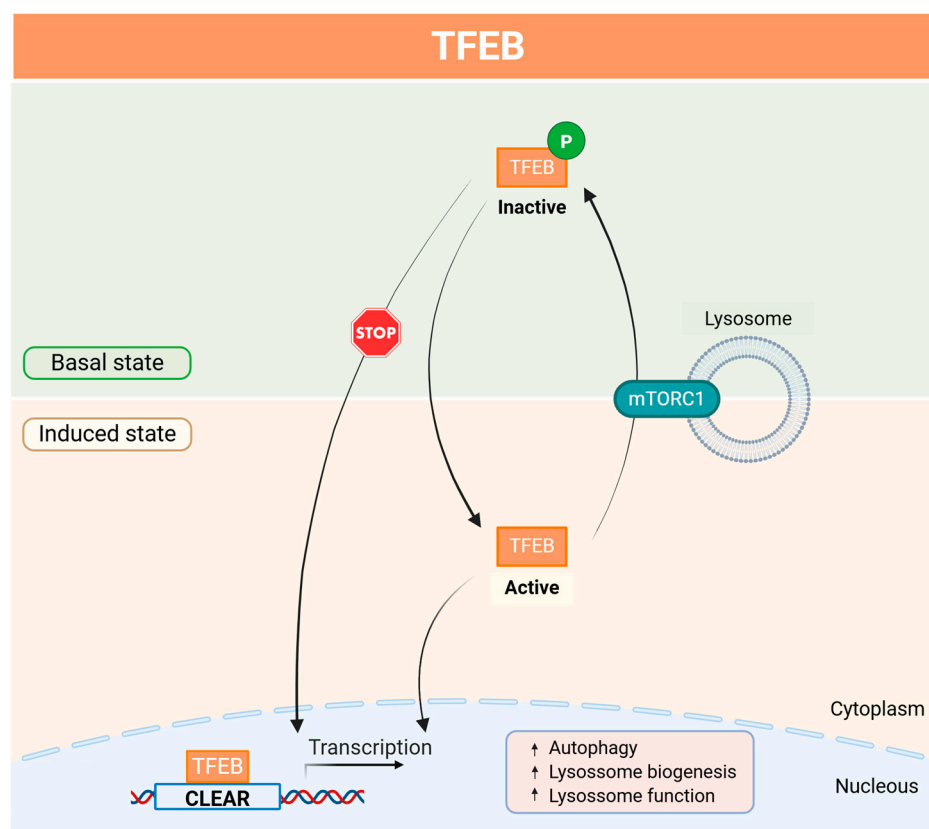 TFEB
P
TFEB
Inactive
STOP
Lysosome
Basal state
mTORC1
Induced state
TFEB
Active
Cytoplasm
Transcription
TFEB
CLEAR
Autophagy
Lysossome biogenesis
Lysossome function
Nucleous